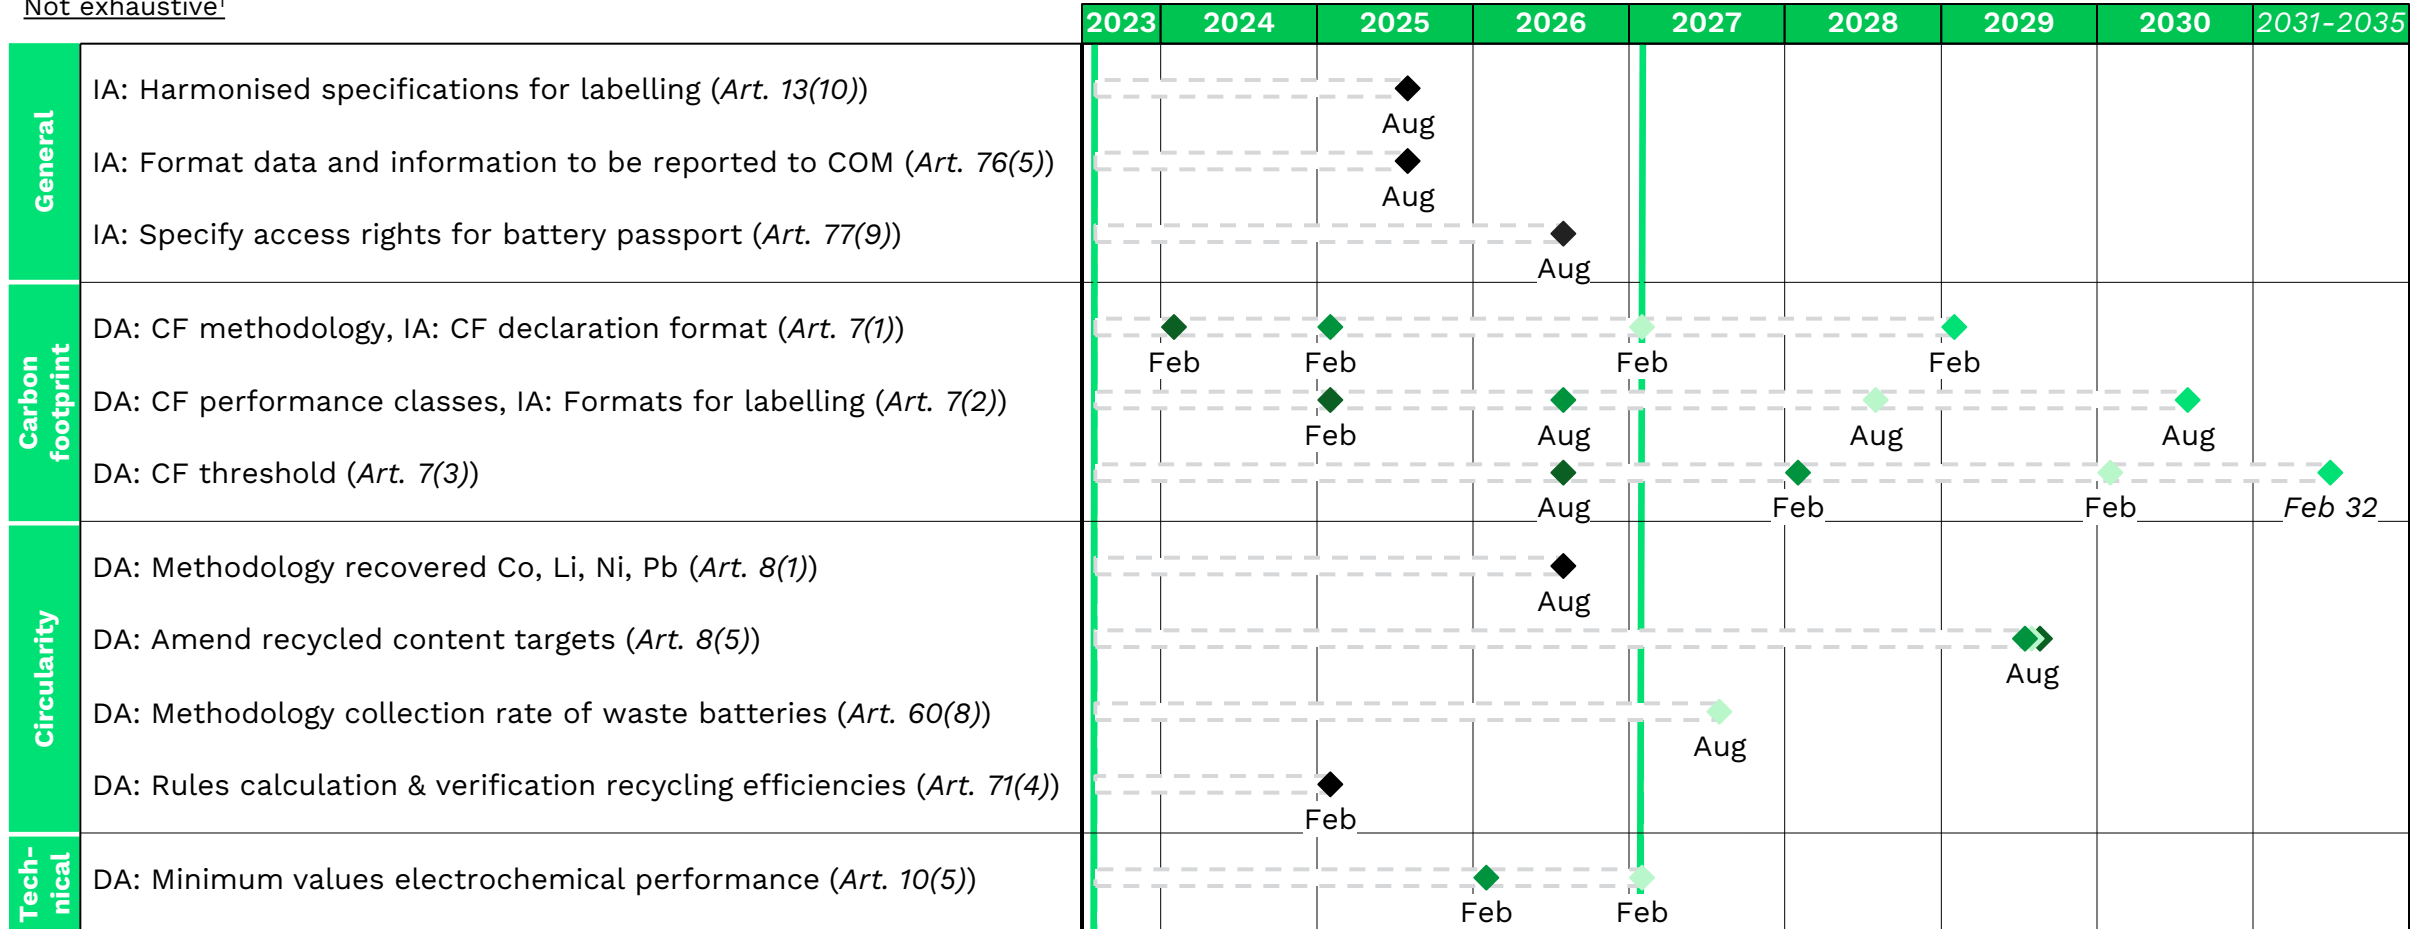 Not exhaustive¹
2023 2024 2025 2026 2027 2028 2029 2030 2031-2035
General
IA: Harmonised specifications for labelling (Art. 13(10))
Aug
IA: Format data and information to be reported to COM (Art. 76(5))
Aug
IA: Specify access rights for battery passport (Art. 77(9))
Aug
Carbon
footprint
DA: CF methodology, IA: CF declaration format (Art. 7(1))
Feb Feb Feb Feb
DA: CF performance classes, IA: Formats for labelling (Art. 7(2))
Feb Aug Aug Aug
DA: CF threshold (Art. 7(3))
Aug Feb Feb Feb 32
Circularity
DA: Methodology recovered Co, Li, Ni, Pb (Art. 8(1))
Aug
DA: Amend recycled content targets (Art. 8(5))
Aug
DA: Methodology collection rate of waste batteries (Art. 60(8))
Aug
DA: Rules calculation & verification recycling efficiencies (Art. 71(4))
Feb
Tech-
nical
DA: Minimum values electrochemical performance (Art. 10(5))
Feb Feb